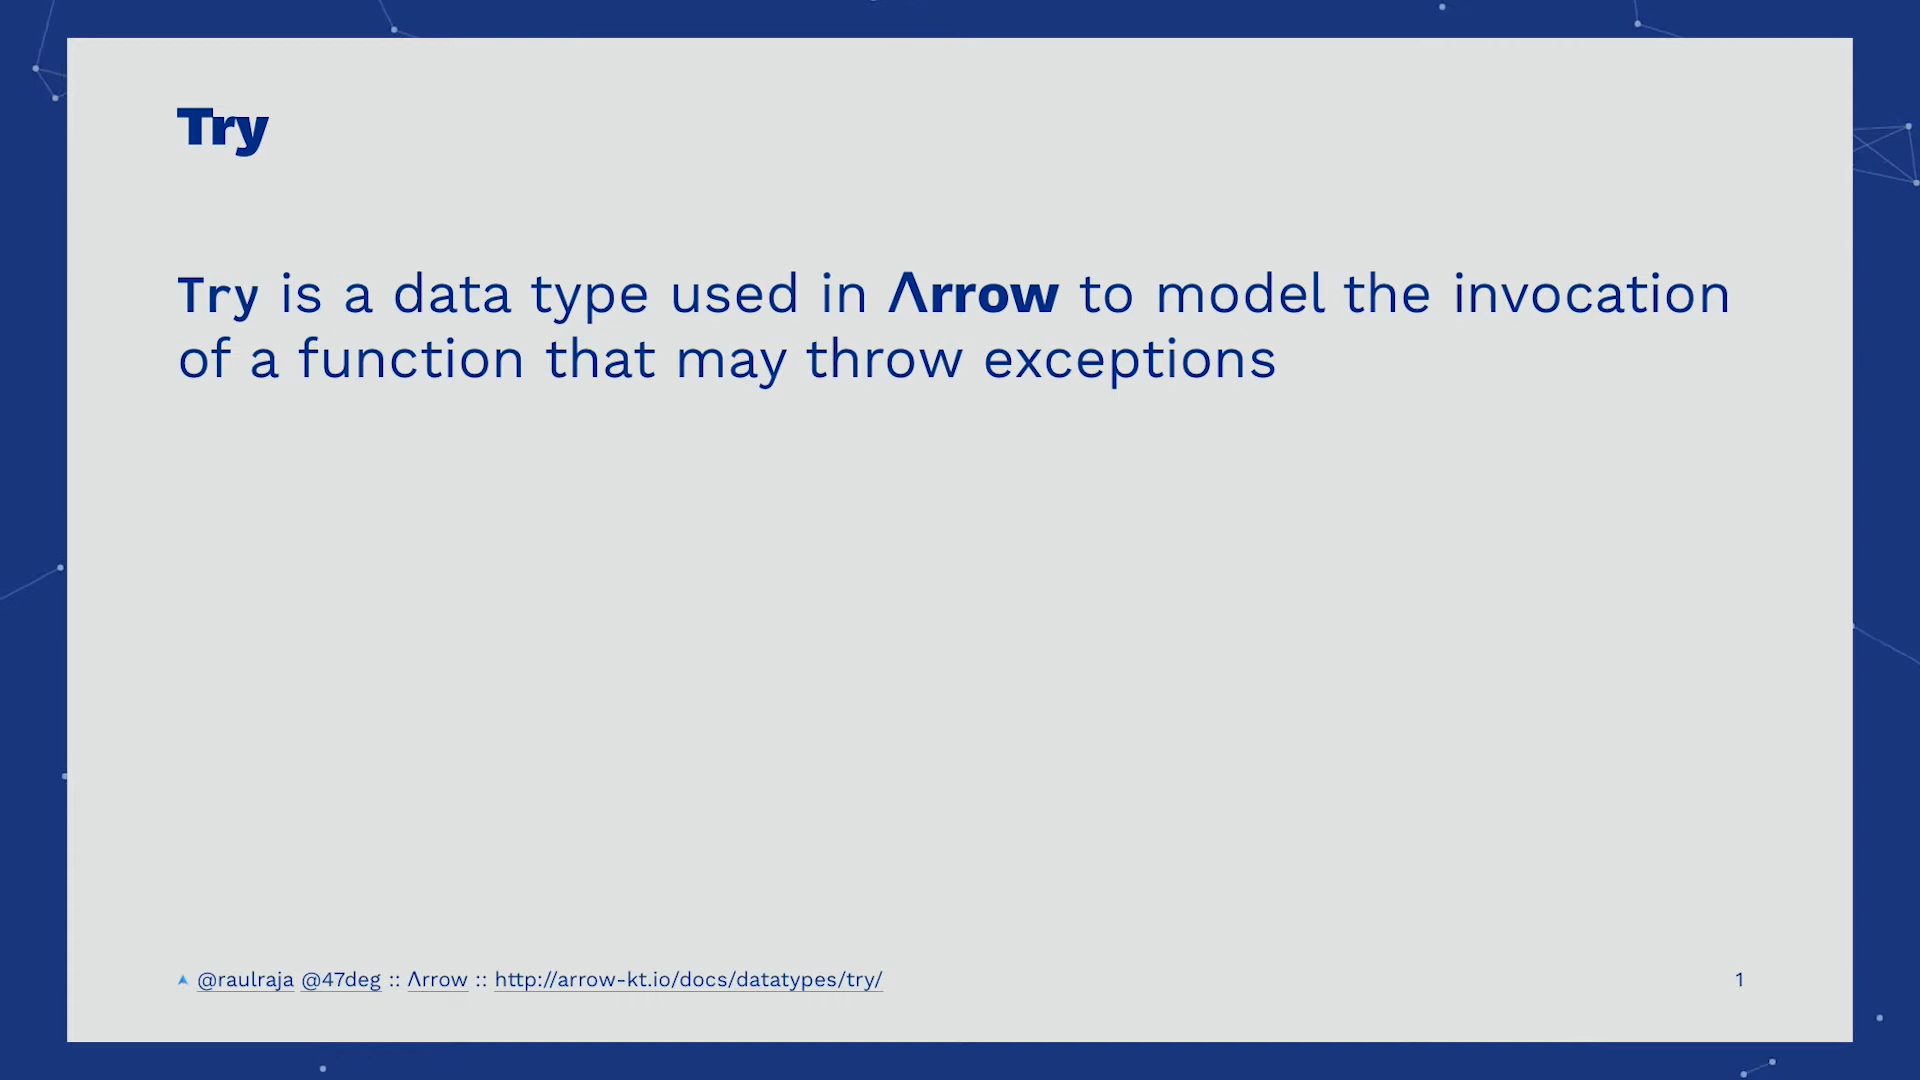 Try
Try is a data type used in Λrrow to model the invocation
of a function that may throw exceptions
@raulraja @47deg :: Λrrow :: http://arrow-kt.io/docs/datatypes/try/
1